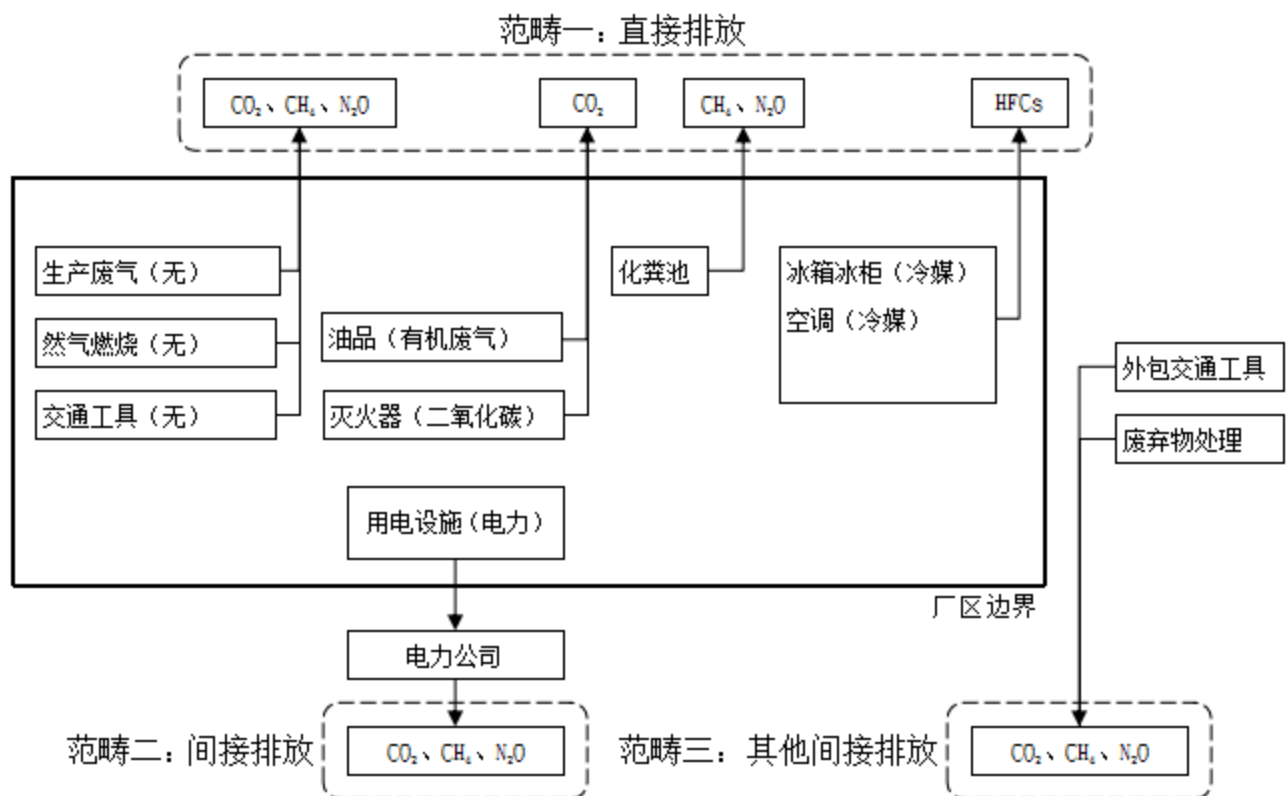 范畴一：直接排放
CO₂、CH₄、N₂O
CO₂
CH₄、N₂O
HFCs
生产废气（无）
然气燃烧（无）
交通工具（无）
油品（有机废气）
灭火器（二氧化碳）
化粪池
冰箱冰柜（冷媒）
空调（冷媒）
外包交通工具
废弃物处理
用电设施（电力）
厂区边界
电力公司
范畴二：间接排放
CO₂、CH₄、N₂O
范畴三：其他间接排放
CO₂、CH₄、N₂O